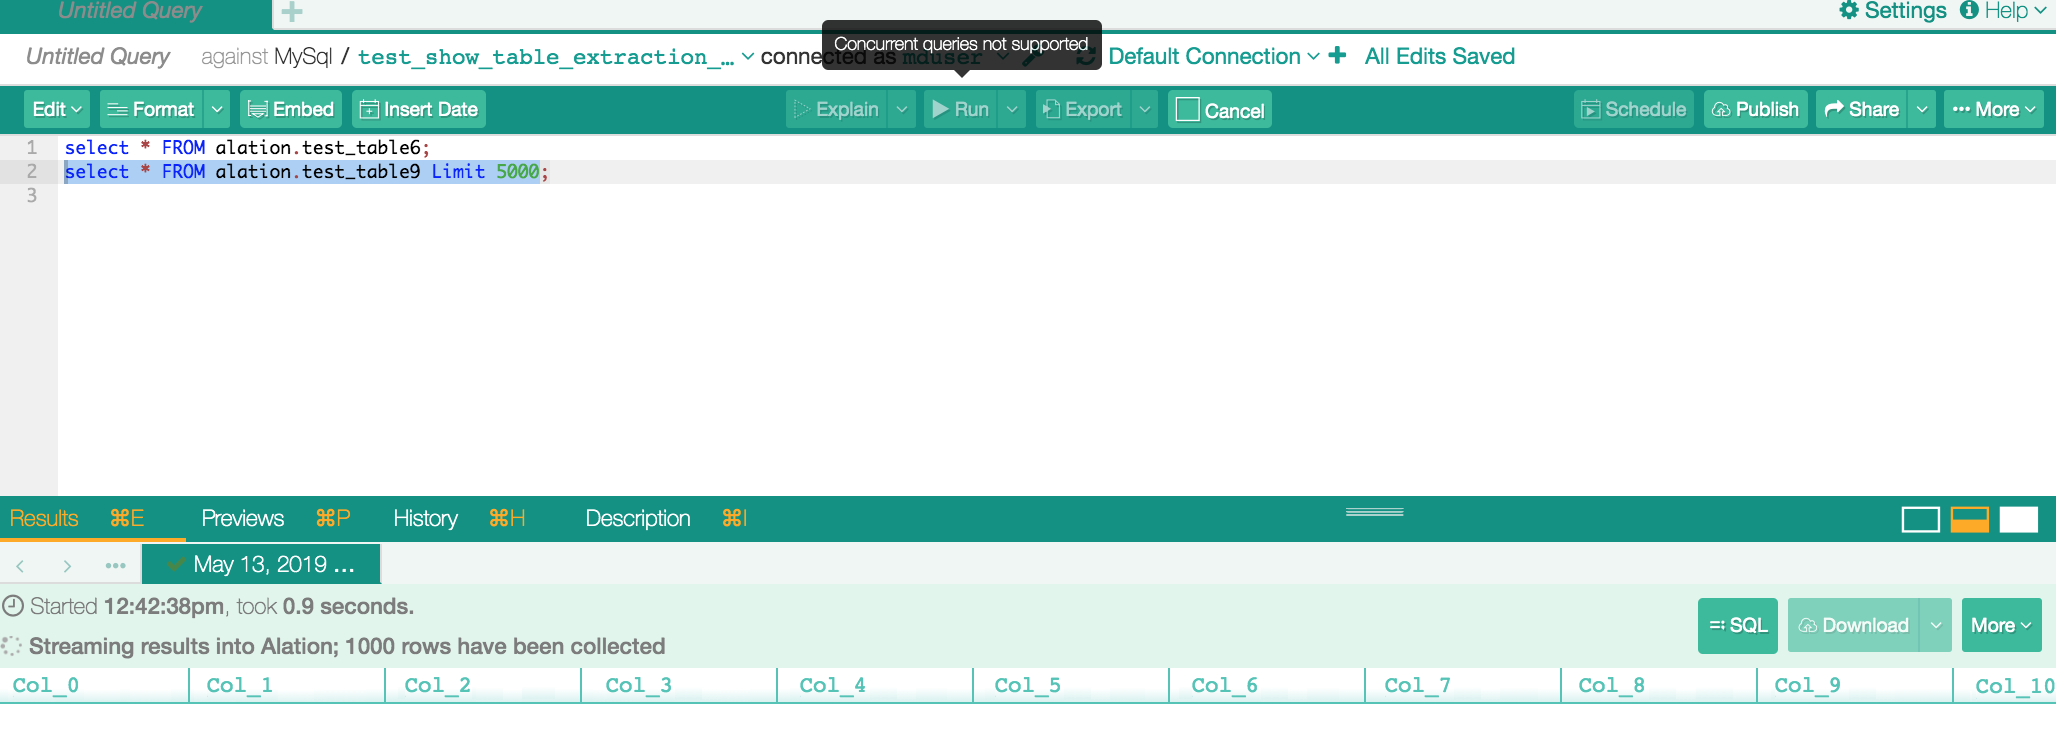 Untitled Query
Settings Help
Concurrent queries not supported
Untitled Query against MySql / test_show_table_extraction_… connected as mduser Default Connection All Edits Saved
Edit Format Embed Insert Date Explain Run Export Cancel Schedule Publish Share ••• More
1 select * FROM alation.test_table6;
2 select * FROM alation.test_table9 Limit 5000;
3
Results ⌘E Previews ⌘P History ⌘H Description ⌘I
••• May 13, 2019 ...
Started 12:42:38pm, took 0.9 seconds.
SQL Download More
Streaming results into Alation; 1000 rows have been collected
Col_0 Col_1 Col_2 Col_3 Col_4 Col_5 Col_6 Col_7 Col_8 Col_9 Col_10